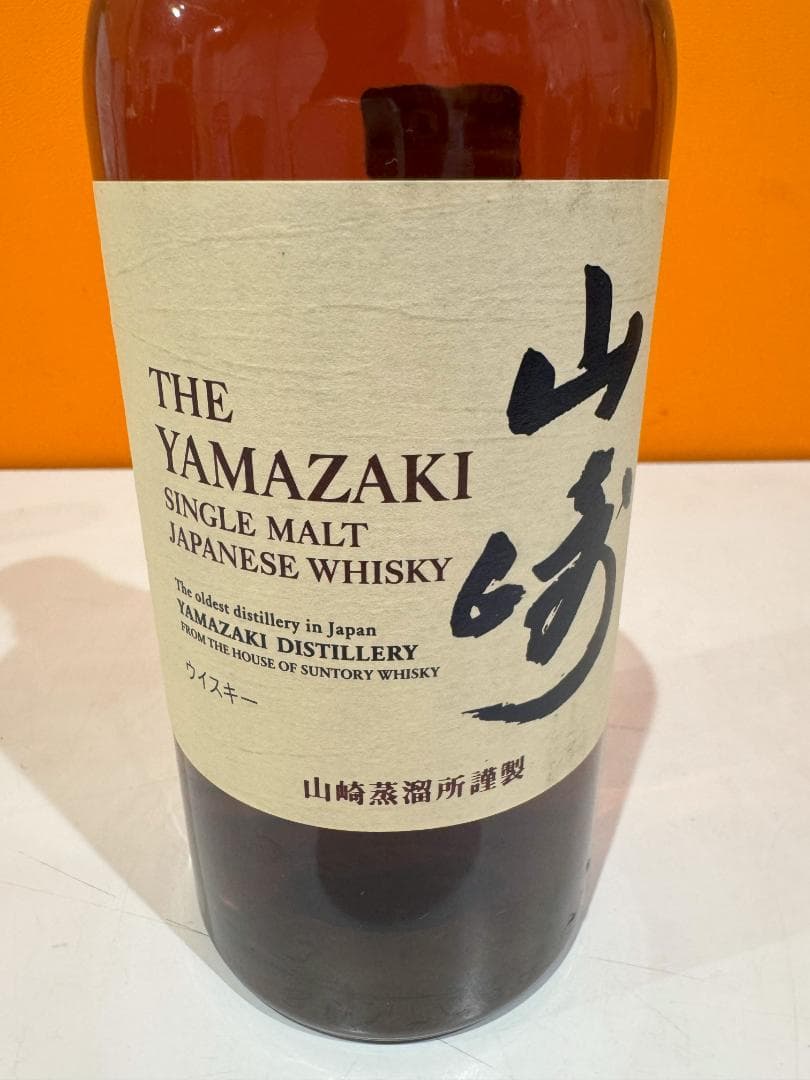 THE
YAMAZAKI
SINGLE MALT
JAPANESE WHISKY
The oldest distillery in Japan
YAMAZAKI DISTILLERY
FROM THE HOUSE OF SUNTORY WHISKY
ウイスキー
山崎
山崎蒸溜所謹製